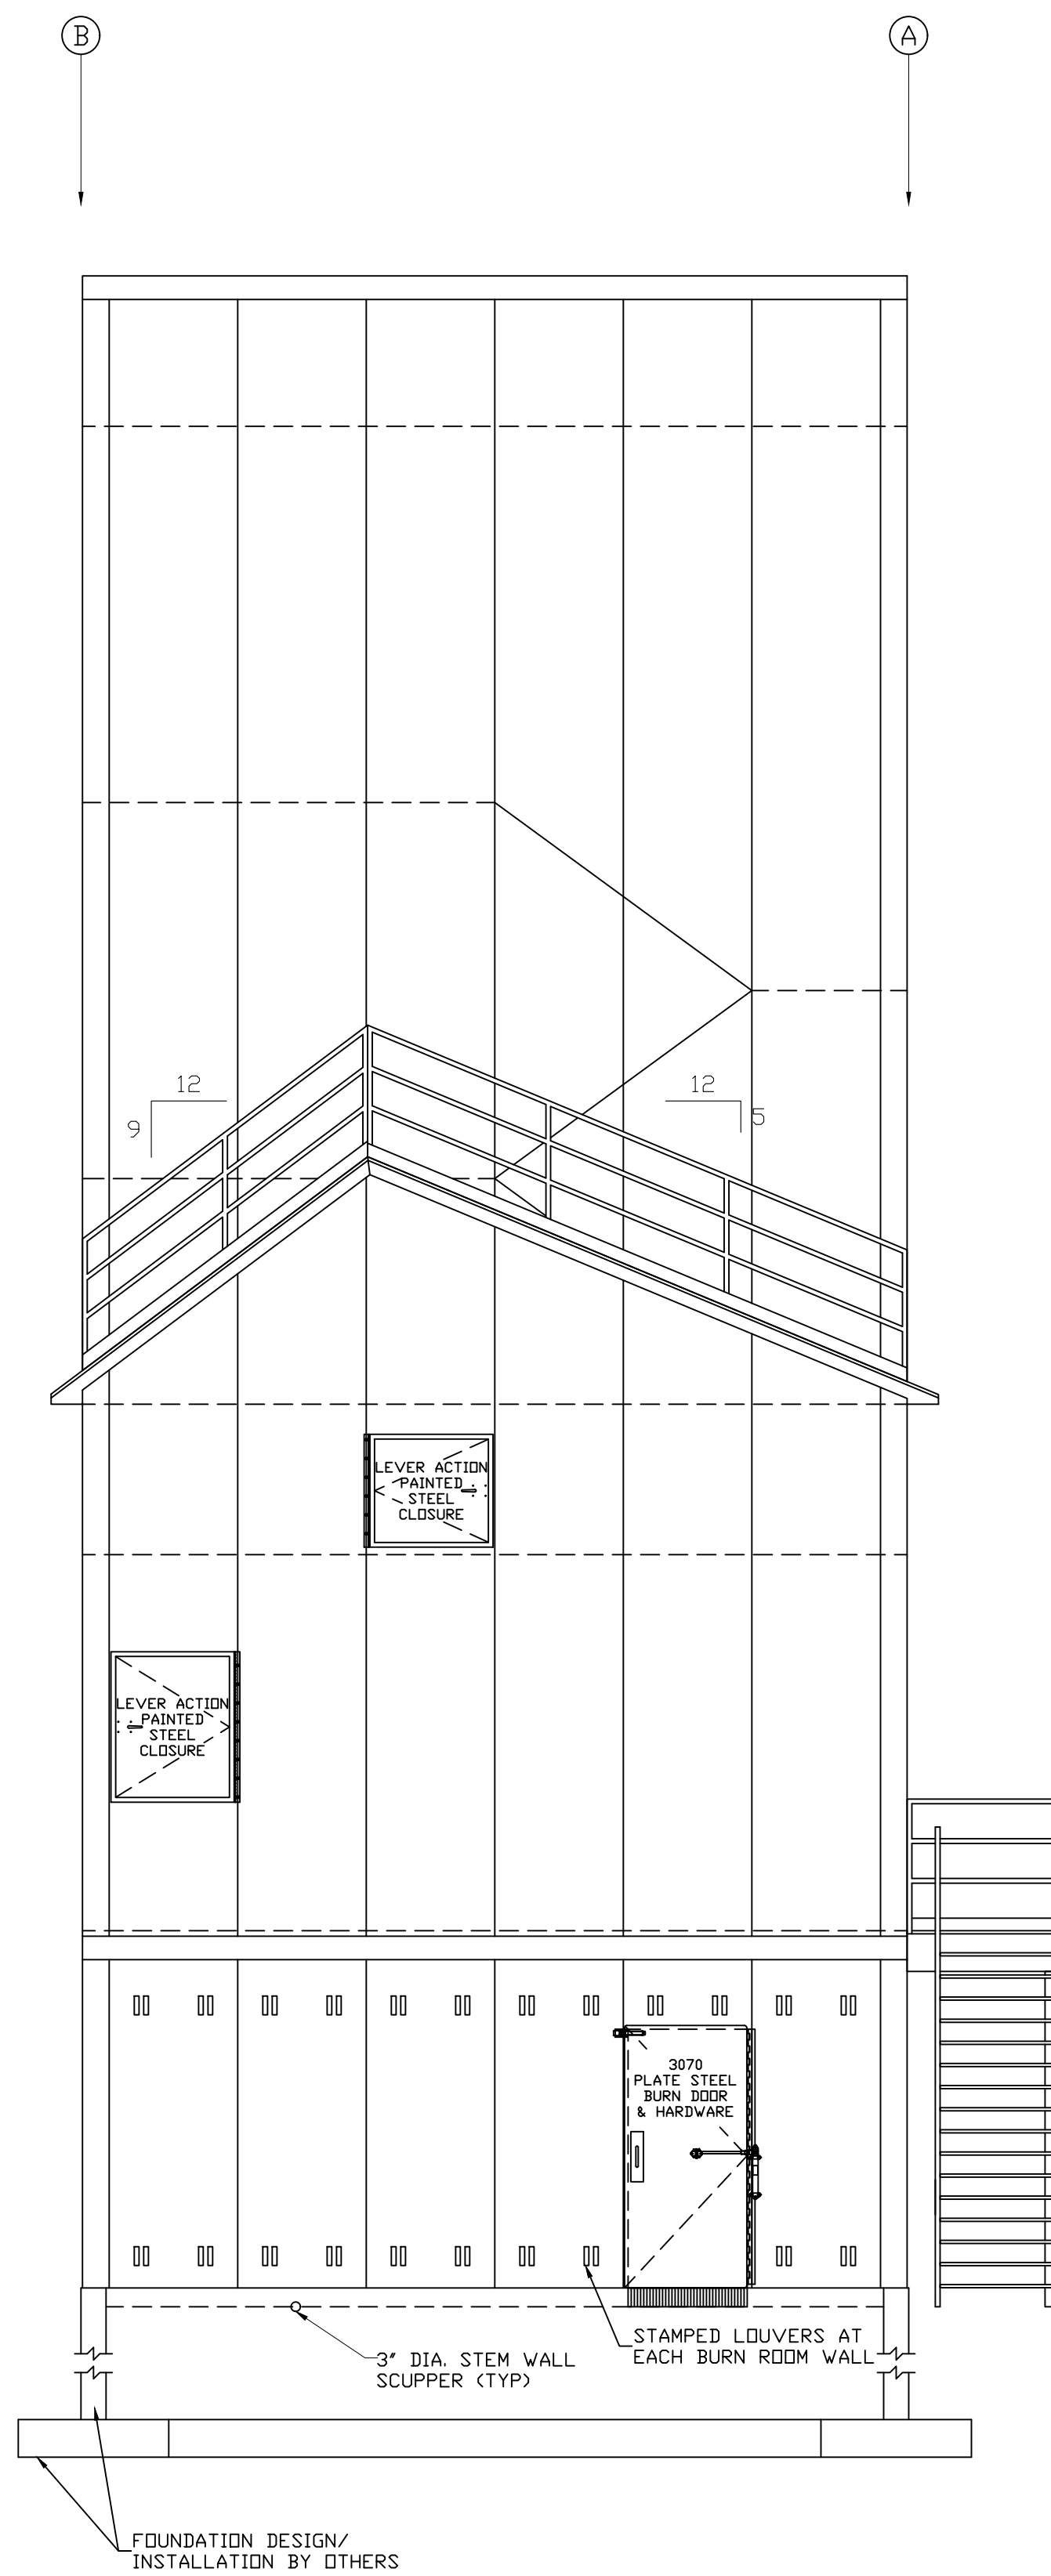 B
A
12
9
12
5
LEVER ACTION
PAINTED
STEEL
CLOSURE
LEVER ACTION
PAINTED
STEEL
CLOSURE
3070
PLATE STEEL
BURN DOOR
& HARDWARE
STAMPED LOUVERS AT
EACH BURN ROOM WALL
3" DIA. STEM WALL
SCUPPER (TYP)
FOUNDATION DESIGN/
INSTALLATION BY OTHERS